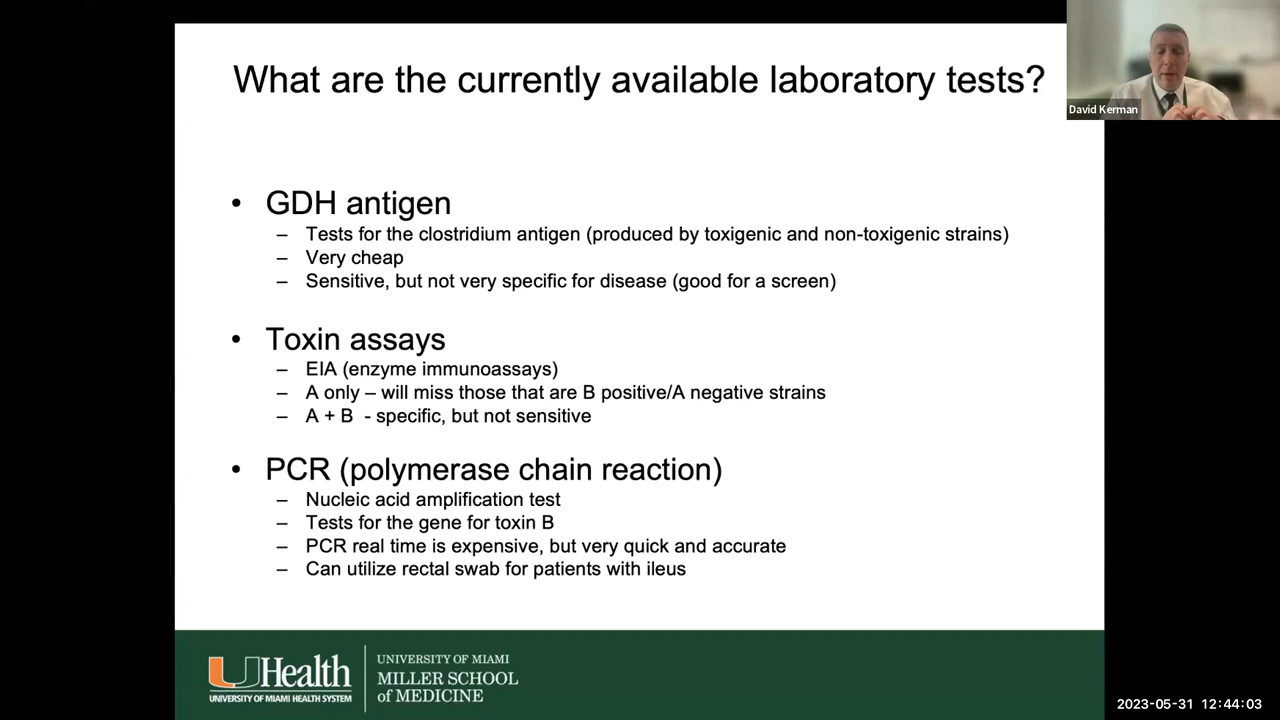 What are the currently available laboratory tests?
David Kerman
• GDH antigen
– Tests for the clostridium antigen (produced by toxigenic and non-toxigenic strains)
– Very cheap
– Sensitive, but not very specific for disease (good for a screen)
• Toxin assays
– EIA (enzyme immunoassays)
– A only – will miss those that are B positive/A negative strains
– A + B - specific, but not sensitive
• PCR (polymerase chain reaction)
– Nucleic acid amplification test
– Tests for the gene for toxin B
– PCR real time is expensive, but very quick and accurate
– Can utilize rectal swab for patients with ileus
UHealth
UNIVERSITY OF MIAMI HEALTH SYSTEM
UNIVERSITY OF MIAMI
MILLER SCHOOL
of MEDICINE
2023-05-31 12:44:03